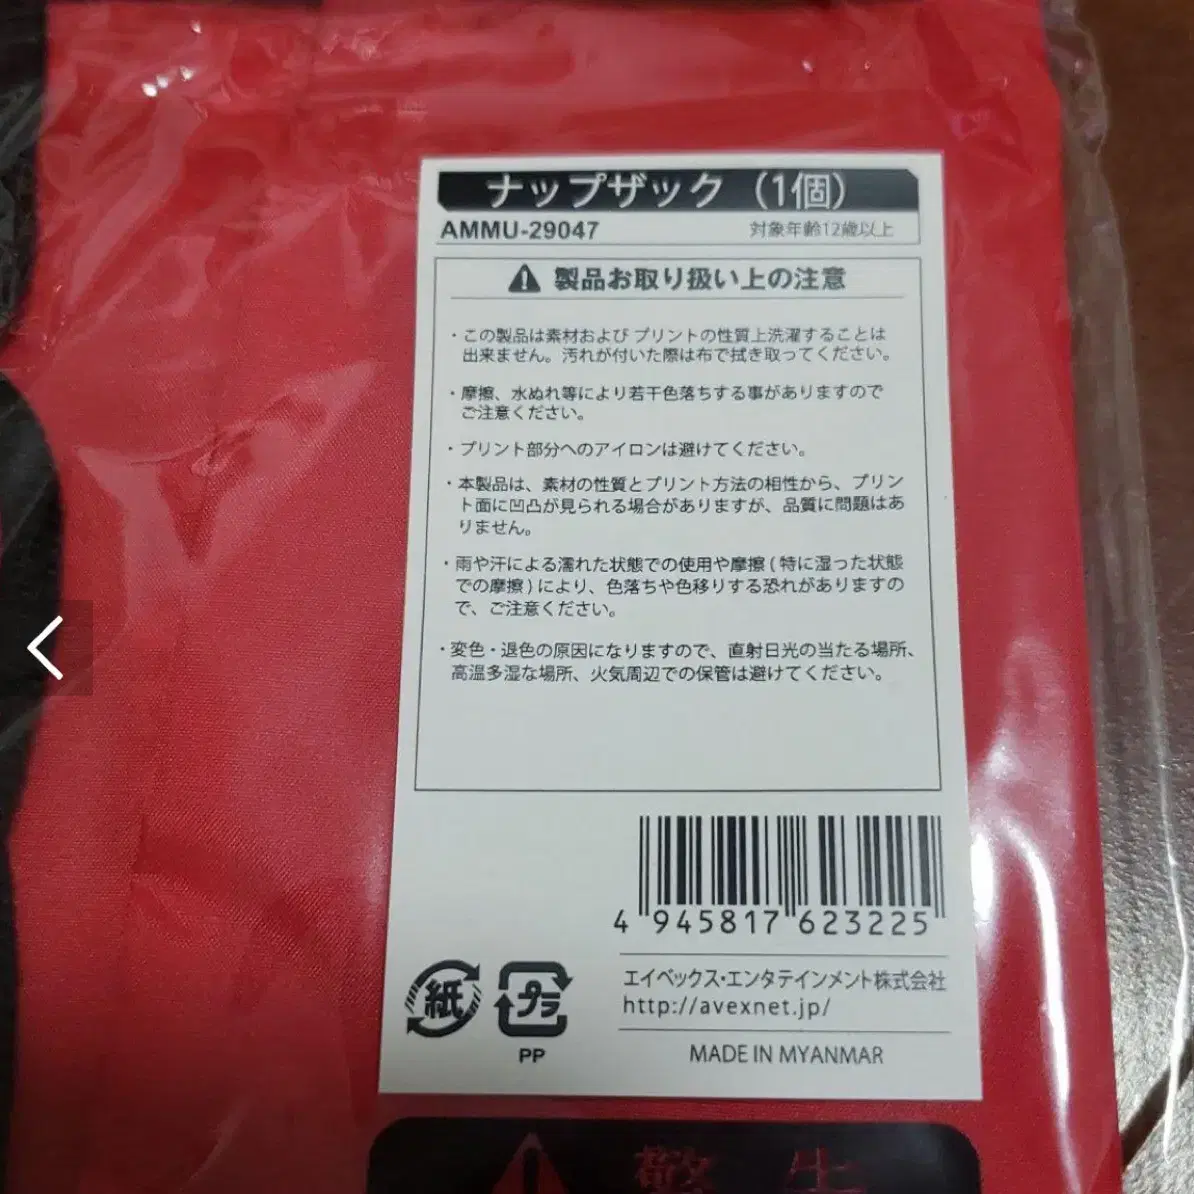 ナップザック（1個）
AMMU-29047 対象年齢12歳以上
製品お取り扱い上の注意
・この製品は素材および プリントの性質上洗濯することは
出来ません。汚れが付いた際は布で拭き取ってください。
・摩擦、水ぬれ等により若干色落ちする事がありますので
ご注意ください。
・プリント部分へのアイロンは避けてください。
・本製品は、素材の性質とプリント方法の相性から、プリン
ト面に凹凸が見られる場合がありますが、品質に問題はあ
りません。
・雨や汗による濡れた状態での使用や摩擦(特に湿った状態
での摩擦)により、色落ちや色移りする恐れがありますの
で、ご注意ください。
・変色・退色の原因になりますので、直射日光の当たる場所、
高温多湿な場所、火気周辺での保管は避けてください。
4 945817 623225
紙 プラ
PP
エイベックス・エンタテインメント株式会社
http://avexnet.jp/
MADE IN MYANMAR